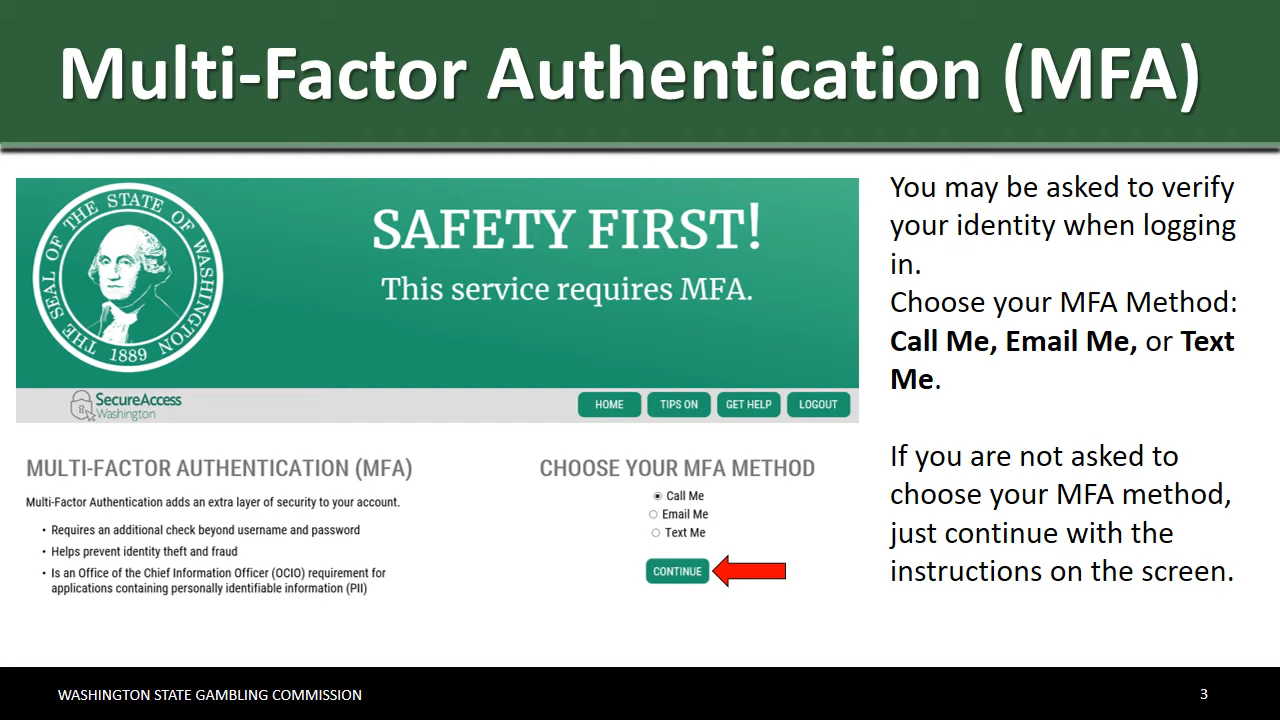 Multi-Factor Authentication (MFA)
THE SEAL OF THE STATE OF WASHINGTON
1889
SAFETY FIRST!
This service requires MFA.
SecureAccess
Washington
HOME
TIPS ON
GET HELP
LOGOUT
MULTI-FACTOR AUTHENTICATION (MFA)
Multi-Factor Authentication adds an extra layer of security to your account.
• Requires an additional check beyond username and password
• Helps prevent identity theft and fraud
• Is an Office of the Chief Information Officer (OCIO) requirement for
applications containing personally identifiable information (PII)
CHOOSE YOUR MFA METHOD
Call Me
Email Me
Text Me
CONTINUE
You may be asked to verify
your identity when logging
in.
Choose your MFA Method:
Call Me, Email Me, or Text
Me.
If you are not asked to
choose your MFA method,
just continue with the
instructions on the screen.
WASHINGTON STATE GAMBLING COMMISSION
3